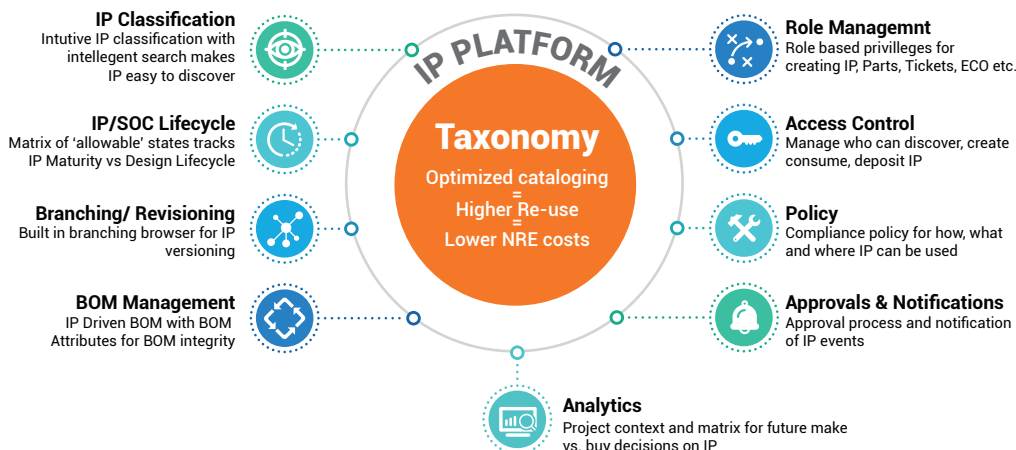 IP Classification
Intutive IP classification with
intellegent search makes
IP easy to discover
IP/SOC Lifecycle
Matrix of ‘allowable’ states tracks
IP Maturity vs Design Lifecycle
Branching/ Revisioning
Built in branching browser for IP
versioning
BOM Management
IP Driven BOM with BOM
Attributes for BOM integrity
IP PLATFORM
Taxonomy
Optimized cataloging
=
Higher Re-use
=
Lower NRE costs
Role Managemnt
Role based privilleges for
creating IP, Parts, Tickets, ECO etc.
Access Control
Manage who can discover, create
consume, deposit IP
Policy
Compliance policy for how, what
and where IP can be used
Approvals & Notifications
Approval process and notification
of IP events
Analytics
Project context and matrix for future make
vs. buy decisions on IP